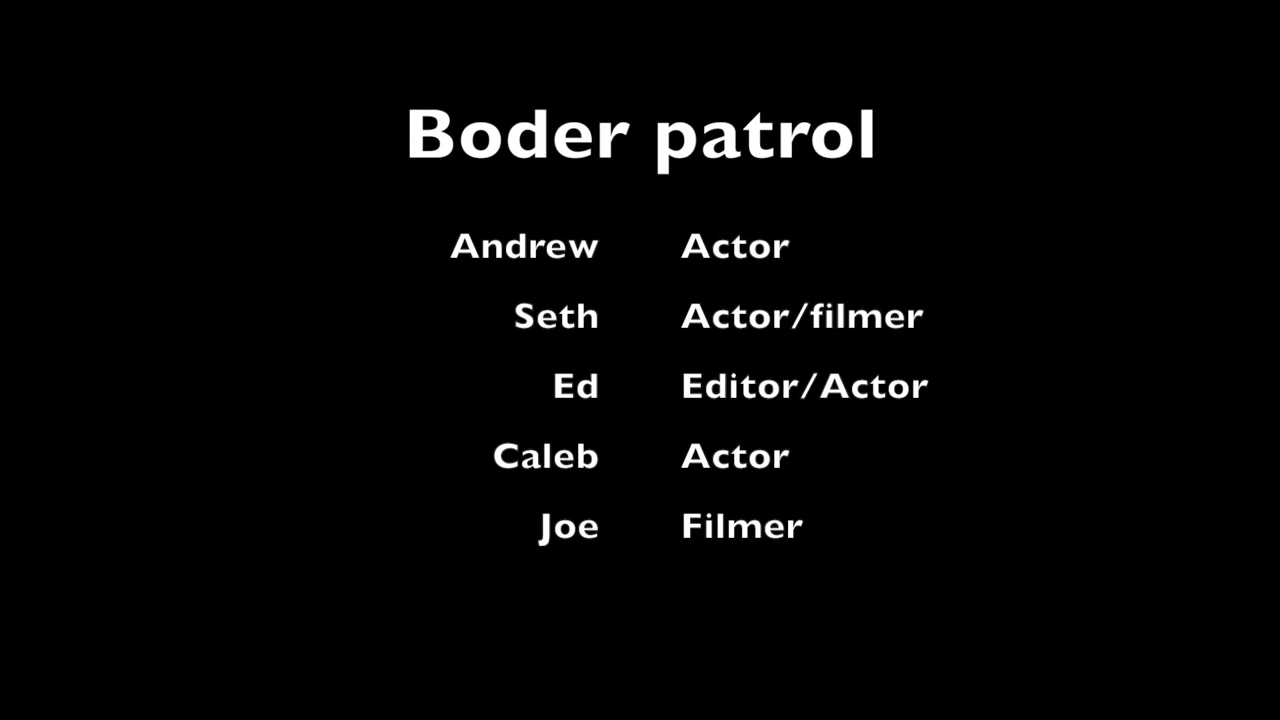 Boder patrol
Andrew Actor
Seth Actor/filmer
Ed Editor/Actor
Caleb Actor
Joe Filmer